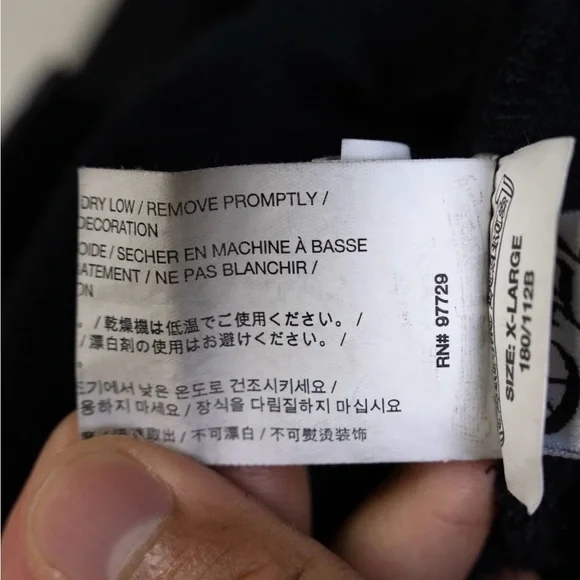 DRY LOW / REMOVE PROMPTLY /
DECORATION
OIDE / SECHER EN MACHINE À BASSE
ATEMENT / NE PAS BLANCHIR /
ON
。/ 乾燥機は低温でご使用ください。/
/ 漂白剤の使用はお避けください。/
기에서 낮은 온도로 건조시키세요 /
용하지 마세요 / 장식을 다림질하지 마십시오
取出 / 不可漂白 / 不可熨烫装饰
RN# 97729
SIZE: X-LARGE
180/112B